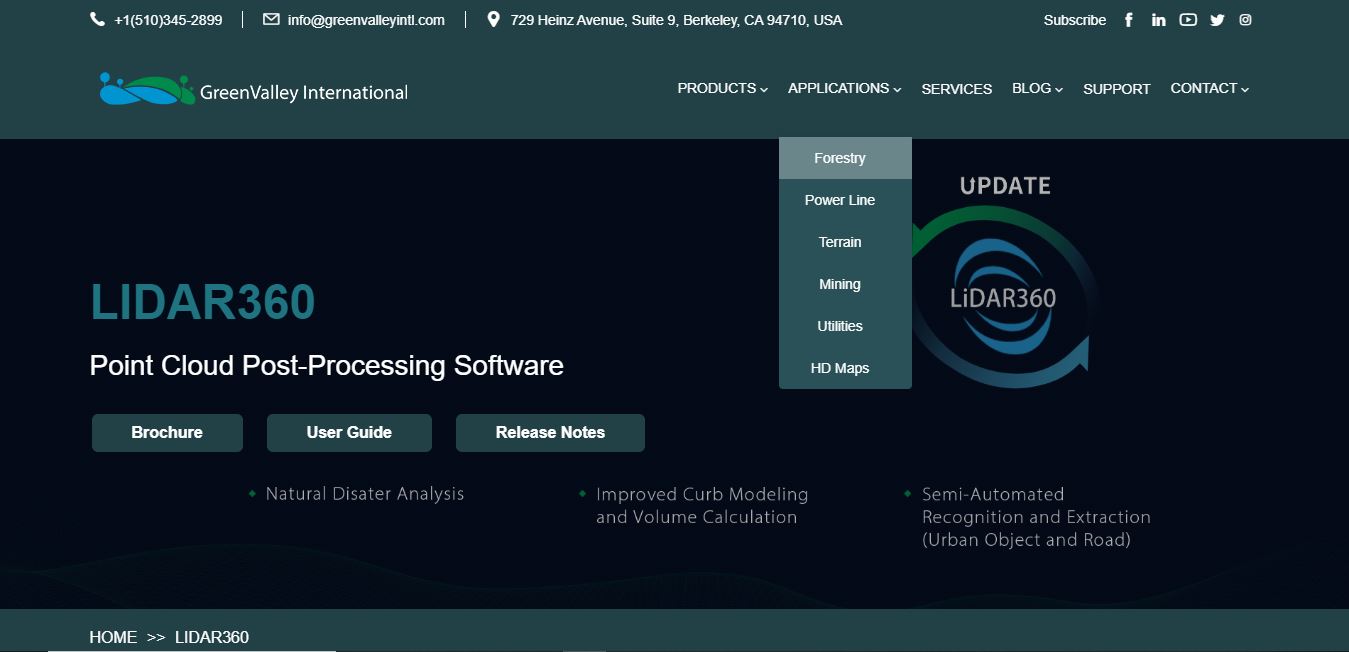 +1(510)345-2899 info@greenvalleyintl.com 729 Heinz Avenue, Suite 9, Berkeley, CA 94710, USA Subscribe
GreenValley International
PRODUCTS APPLICATIONS SERVICES BLOG SUPPORT CONTACT
Forestry
Power Line
Terrain
Mining
Utilities
HD Maps
UPDATE
LiDAR360
LIDAR360
Point Cloud Post-Processing Software
Brochure User Guide Release Notes
Natural Disater Analysis
Improved Curb Modeling
and Volume Calculation
Semi-Automated
Recognition and Extraction
(Urban Object and Road)
HOME >> LIDAR360